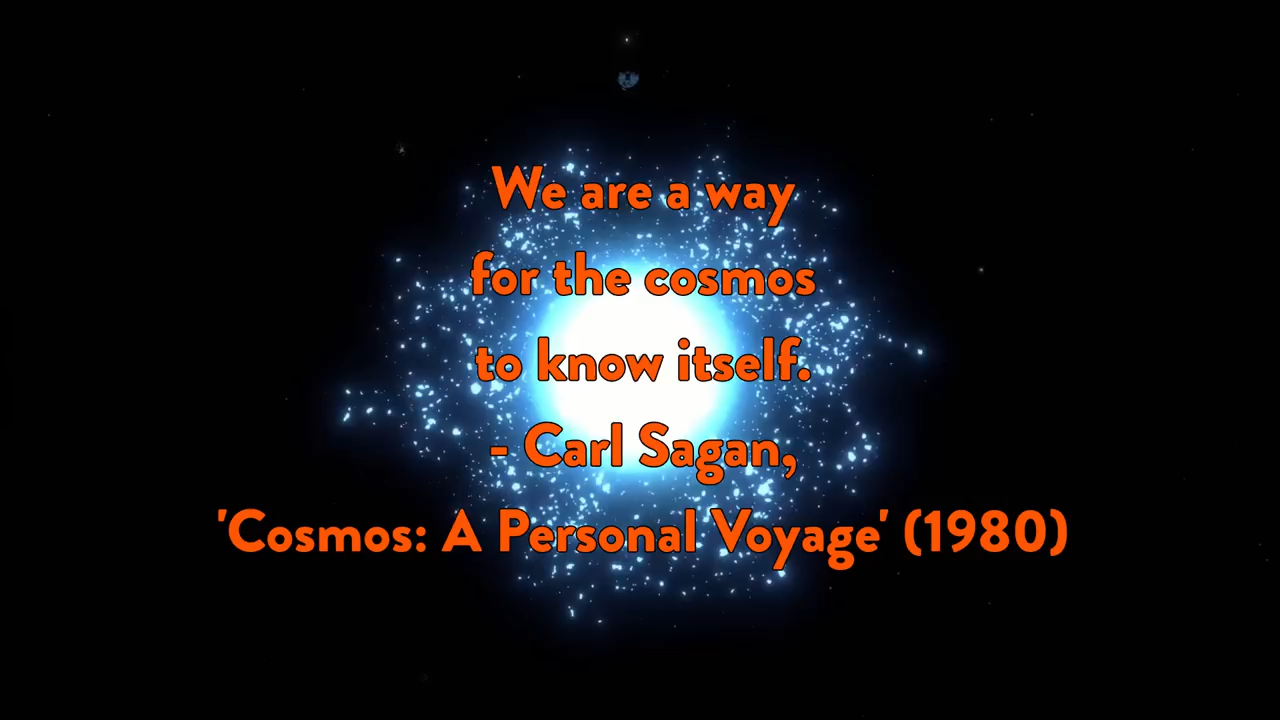 We are a way
for the cosmos
to know itself.
- Carl Sagan,
'Cosmos: A Personal Voyage' (1980)